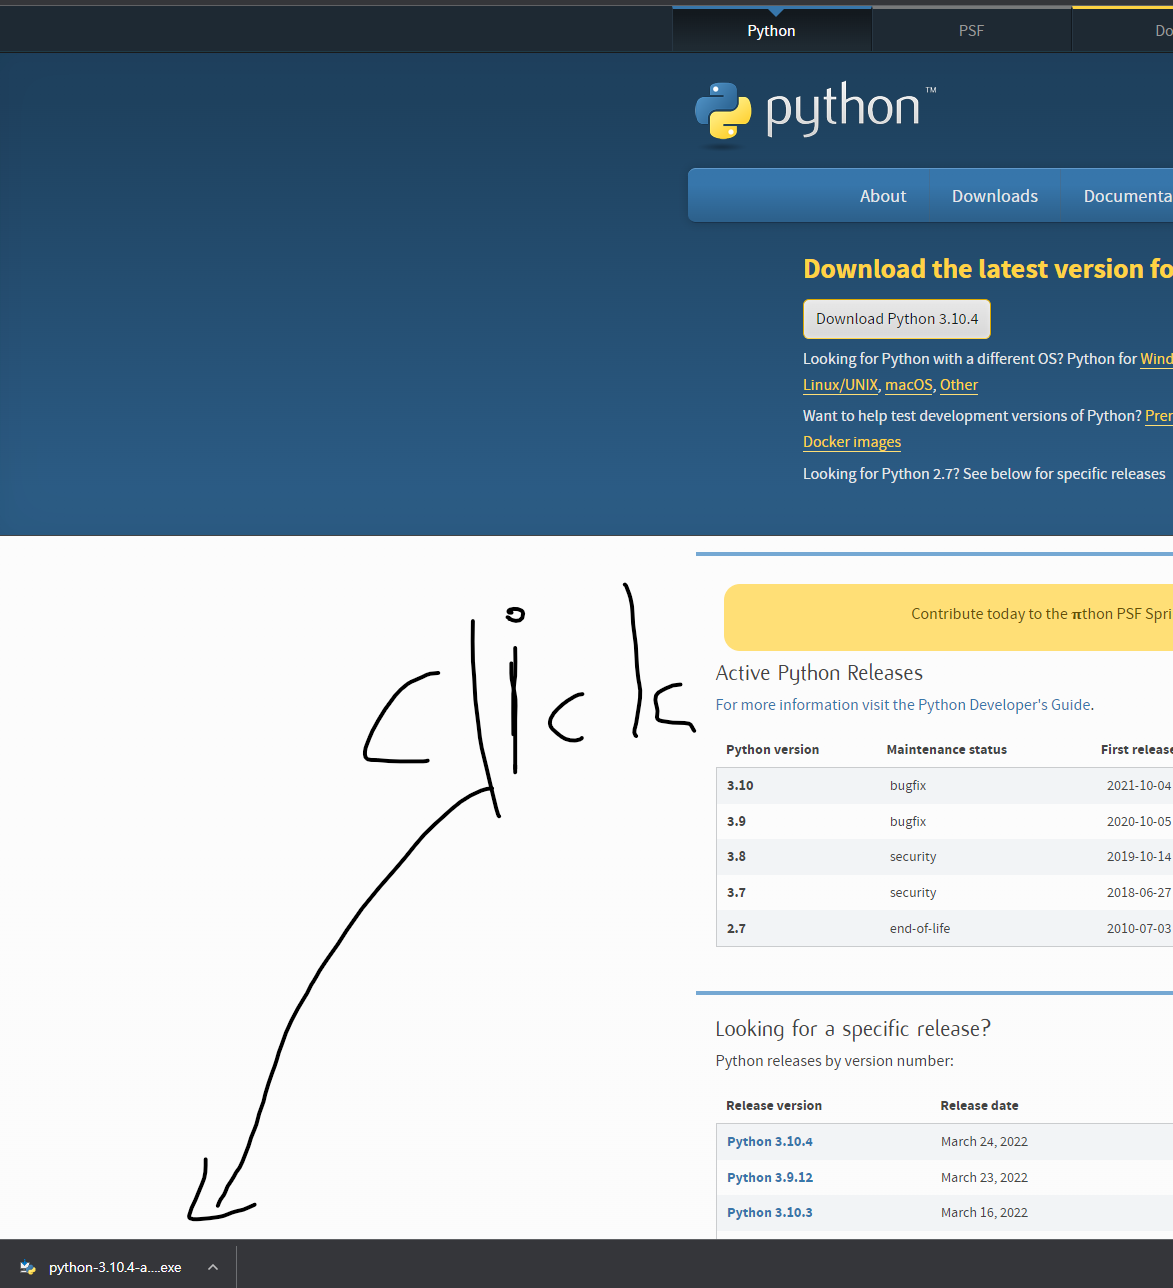 Python PSF
python™
About Downloads
Download the latest version
Download Python 3.10.4
Looking for Python with a different OS? Python for
Linux/UNIX, macOS, Other
Want to help test development versions of Python?
Docker images
Looking for Python 2.7? See below for specific releases
click
Contribute today to the πthon PSF
Active Python Releases
For more information visit the Python Developer's Guide.
Python version Maintenance status First release
3.10 bugfix 2021-10-04
3.9 bugfix 2020-10-05
3.8 security 2019-10-14
3.7 security 2018-06-27
2.7 end-of-life 2010-07-03
Looking for a specific release?
Python releases by version number:
Release version Release date
Python 3.10.4 March 24, 2022
Python 3.9.12 March 23, 2022
Python 3.10.3 March 16, 2022
python-3.10.4-a....exe